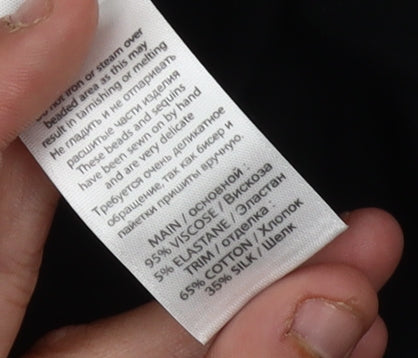 Do not iron or steam over
beaded area as this may
result in tarnishing or melting
Не гладить и не отпаривать
расшитые части изделия
These beads and sequins
have been sewn on by hand
and are very delicate
Требуется очень деликатное
обращение, так как бисер и
пайетки пришиты вручную.
MAIN / основной :
95% VISCOSE / Вискоза
5% ELASTANE / Эластан
TRIM / отделка :
65% COTTON / Хлопок
35% SILK / Шелк